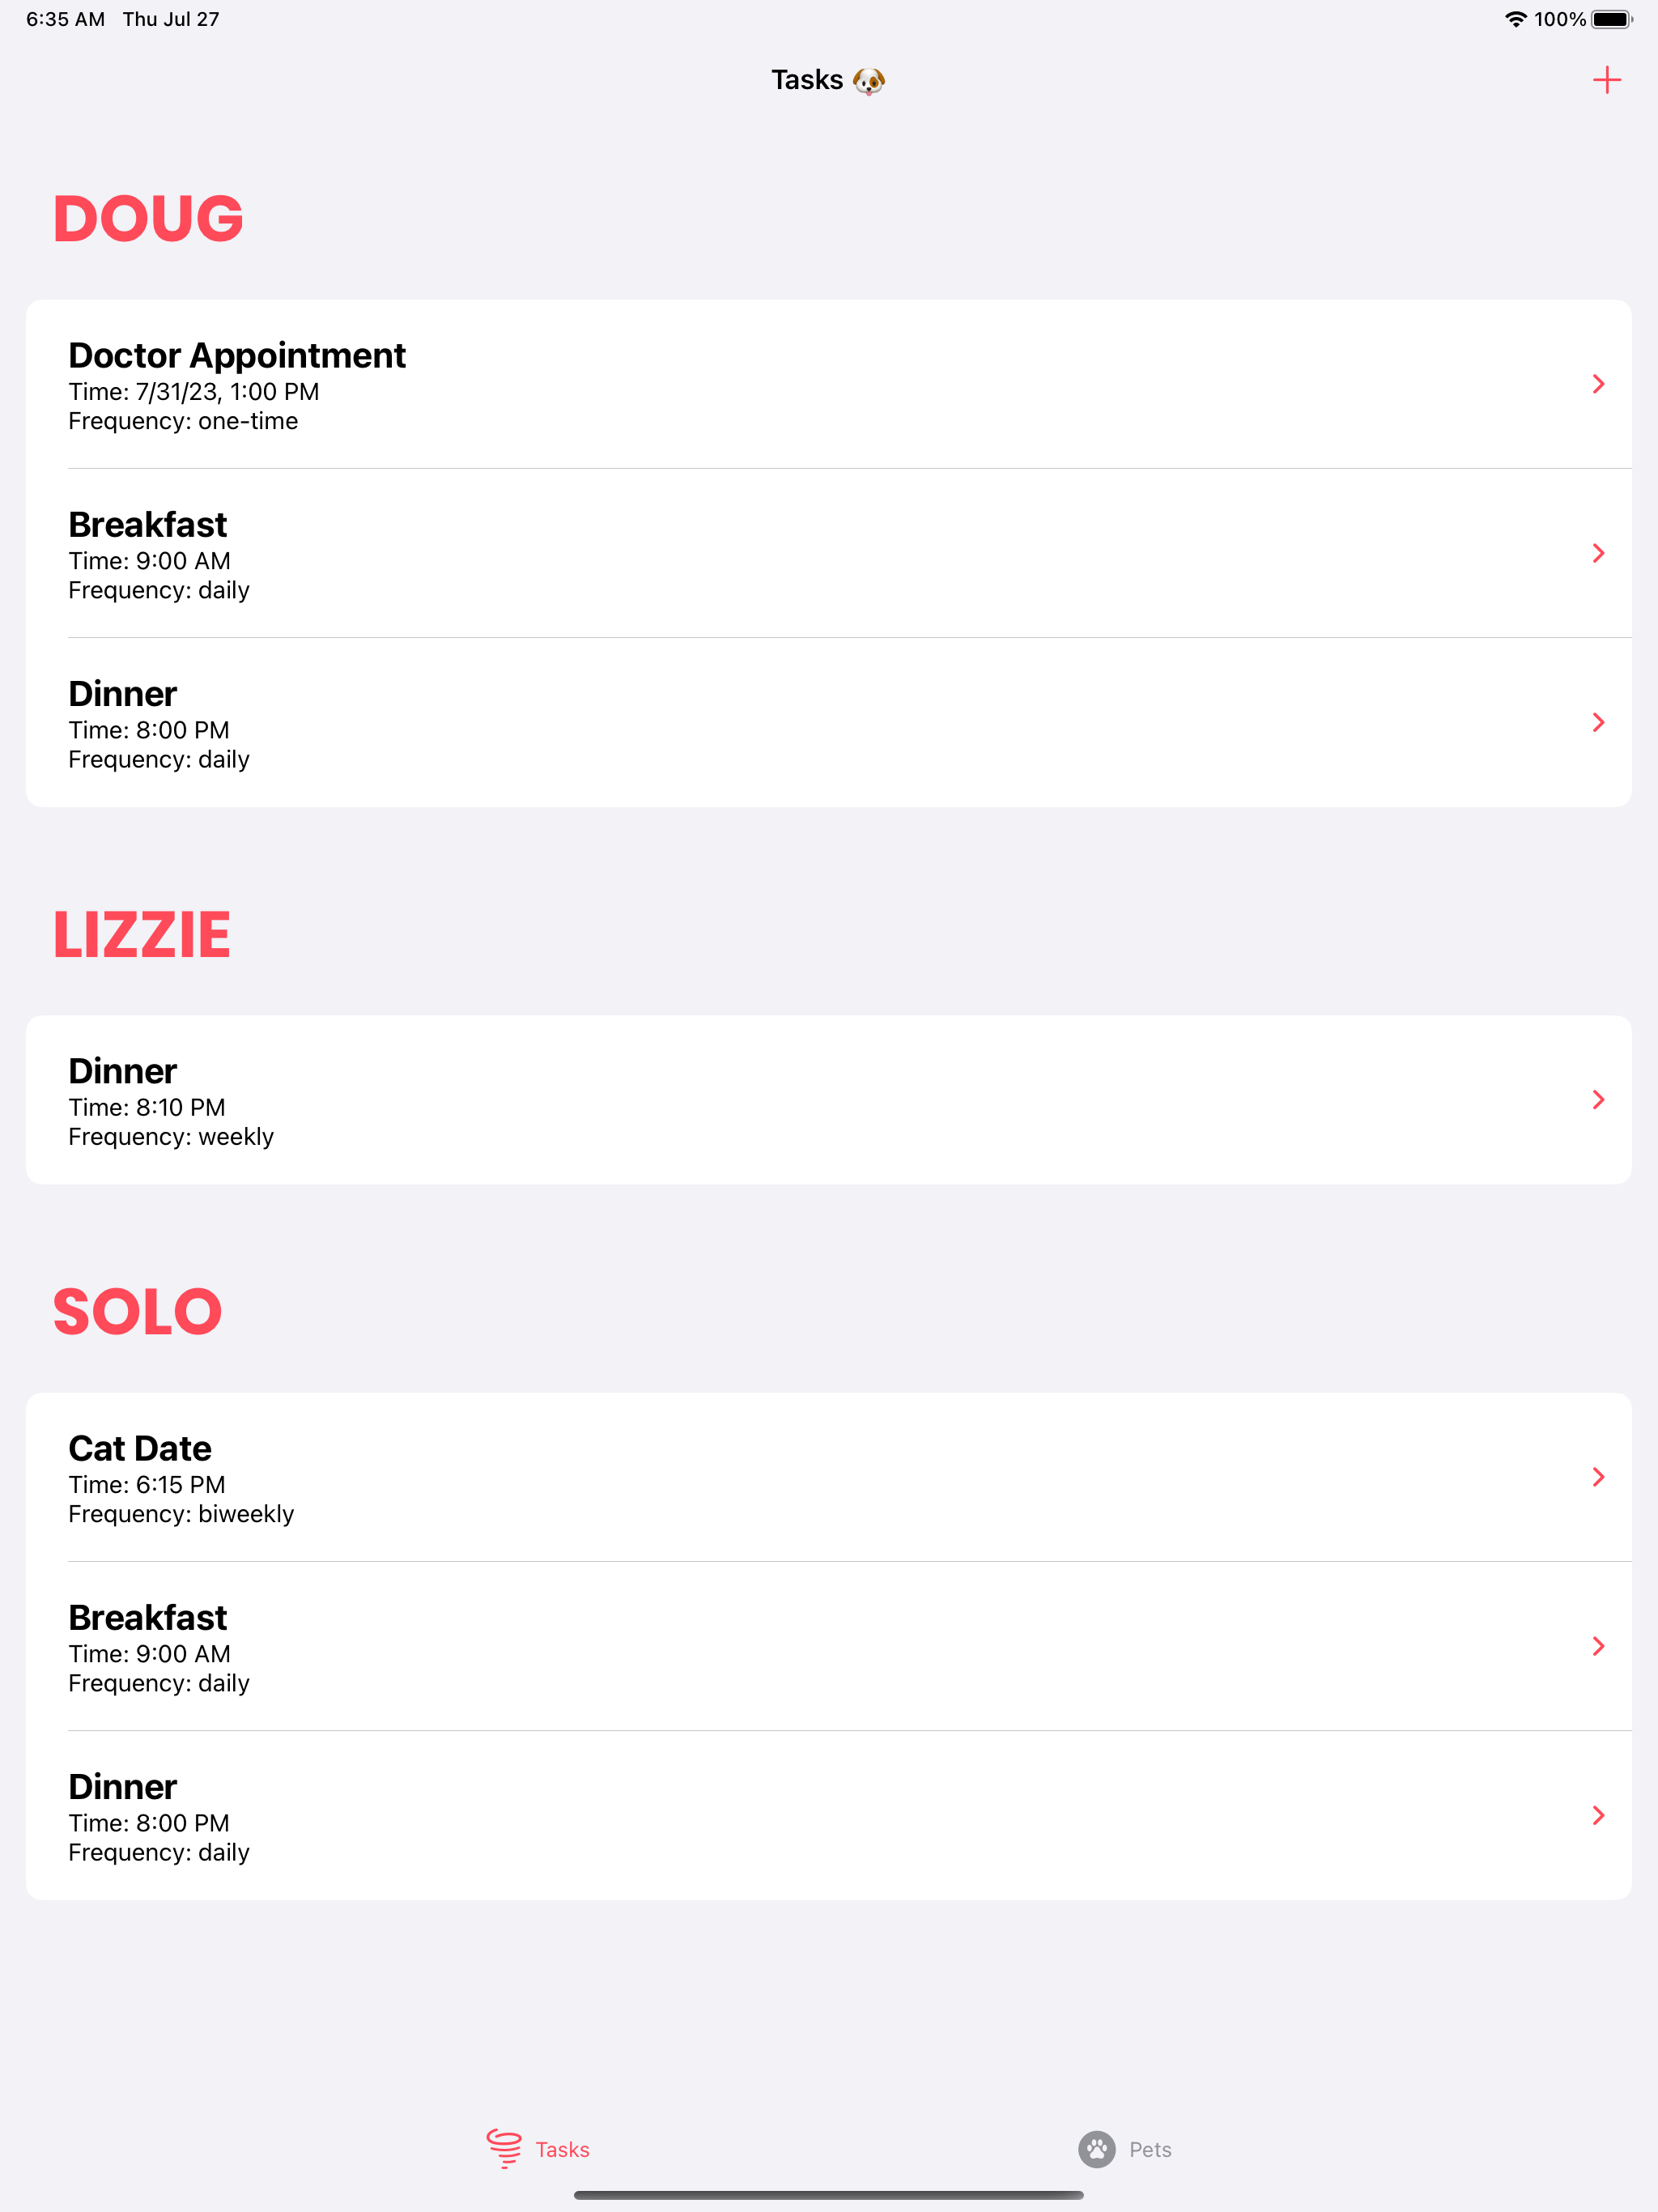 6:35 AM Thu Jul 27 100%
Tasks 🐶
DOUG
Doctor Appointment
Time: 7/31/23, 1:00 PM
Frequency: one-time
Breakfast
Time: 9:00 AM
Frequency: daily
Dinner
Time: 8:00 PM
Frequency: daily
LIZZIE
Dinner
Time: 8:10 PM
Frequency: weekly
SOLO
Cat Date
Time: 6:15 PM
Frequency: biweekly
Breakfast
Time: 9:00 AM
Frequency: daily
Dinner
Time: 8:00 PM
Frequency: daily
Tasks Pets